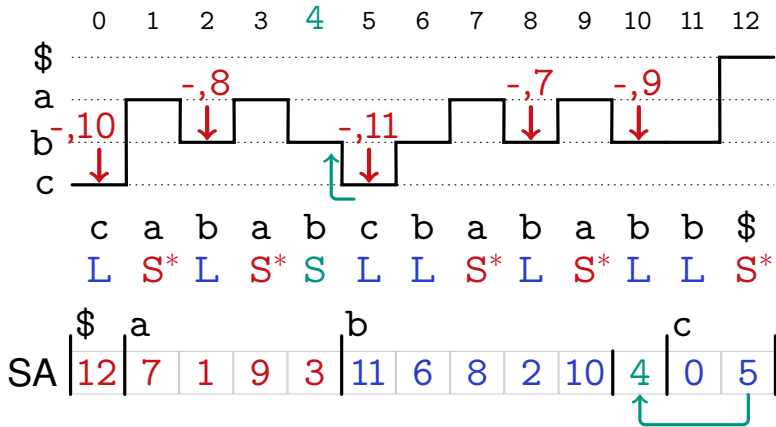 0 1 2 3 4 5 6 7 8 9 10 11 12
$
a
b
c
-,10 -,8 -,11 -,7 -,9
c a b a b c b a b a b b $
L S* L S* S L L S* L S* L L S*
$ a b c
SA 12 7 1 9 3 11 6 8 2 10 4 0 5